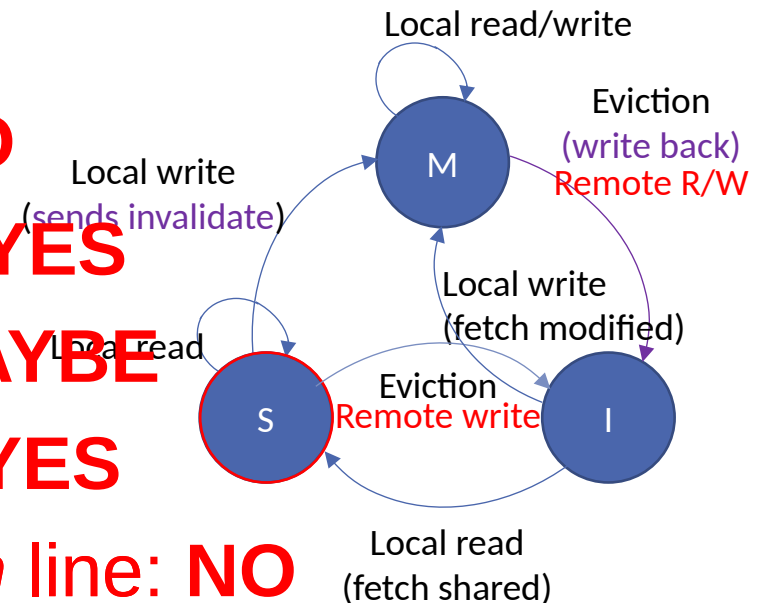 Local read/write
Eviction
(write back)
Remote R/W
M
Local write
(sends invalidate)
YES
Local write
(fetch modified)
Local read
Eviction
Remote write
S
I
YES
line: NO
Local read
(fetch shared)